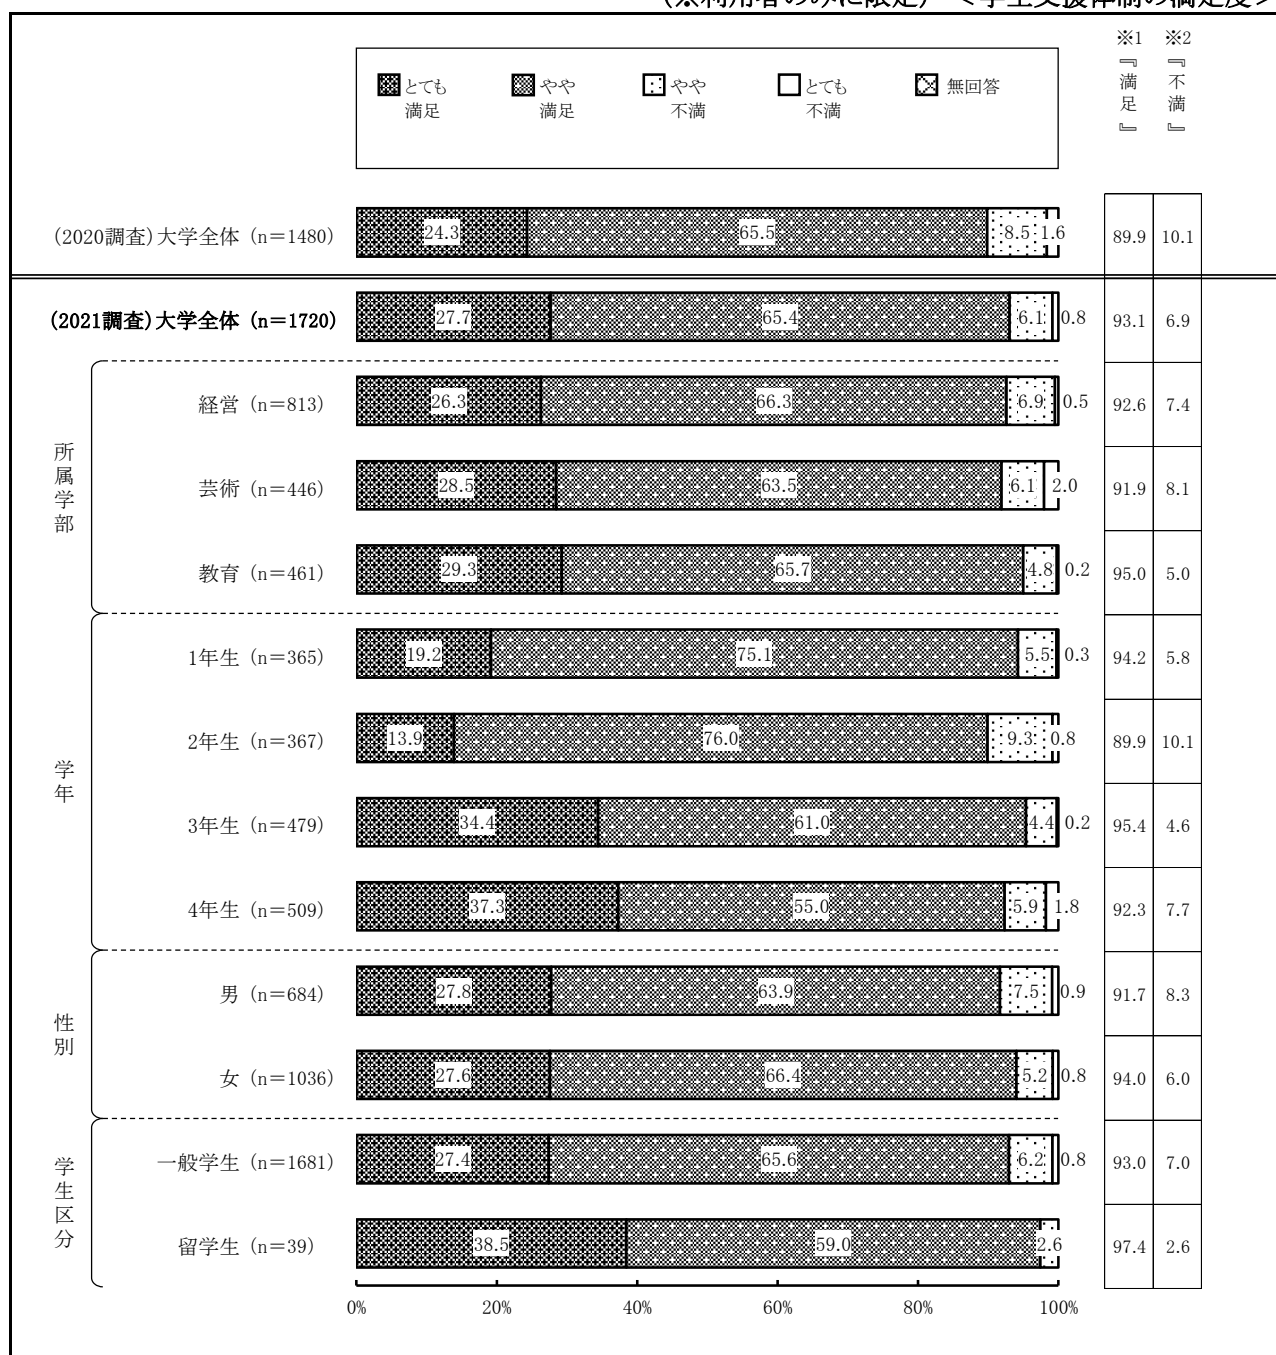 (※利用者のみに限定) <学生支援体制の満足度>
※1 ※2
『満足』 『不満』
とても満足 やや満足 やや不満 とても不満 無回答
(2020調査)大学全体 (n=1480) 24.3 65.5 8.5 1.6 89.9 10.1
(2021調査)大学全体 (n=1720) 27.7 65.4 6.1 0.8 93.1 6.9
所属学部
経営 (n=813) 26.3 66.3 6.9 0.5 92.6 7.4
芸術 (n=446) 28.5 63.5 6.1 2.0 91.9 8.1
教育 (n=461) 29.3 65.7 4.8 0.2 95.0 5.0
学年
1年生 (n=365) 19.2 75.1 5.5 0.3 94.2 5.8
2年生 (n=367) 13.9 76.0 9.3 0.8 89.9 10.1
3年生 (n=479) 34.4 61.0 4.4 0.2 95.4 4.6
4年生 (n=509) 37.3 55.0 5.9 1.8 92.3 7.7
性別
男 (n=684) 27.8 63.9 7.5 0.9 91.7 8.3
女 (n=1036) 27.6 66.4 5.2 0.8 94.0 6.0
学生区分
一般学生 (n=1681) 27.4 65.6 6.2 0.8 93.0 7.0
留学生 (n=39) 38.5 59.0 2.6 97.4 2.6
0% 20% 40% 60% 80% 100%